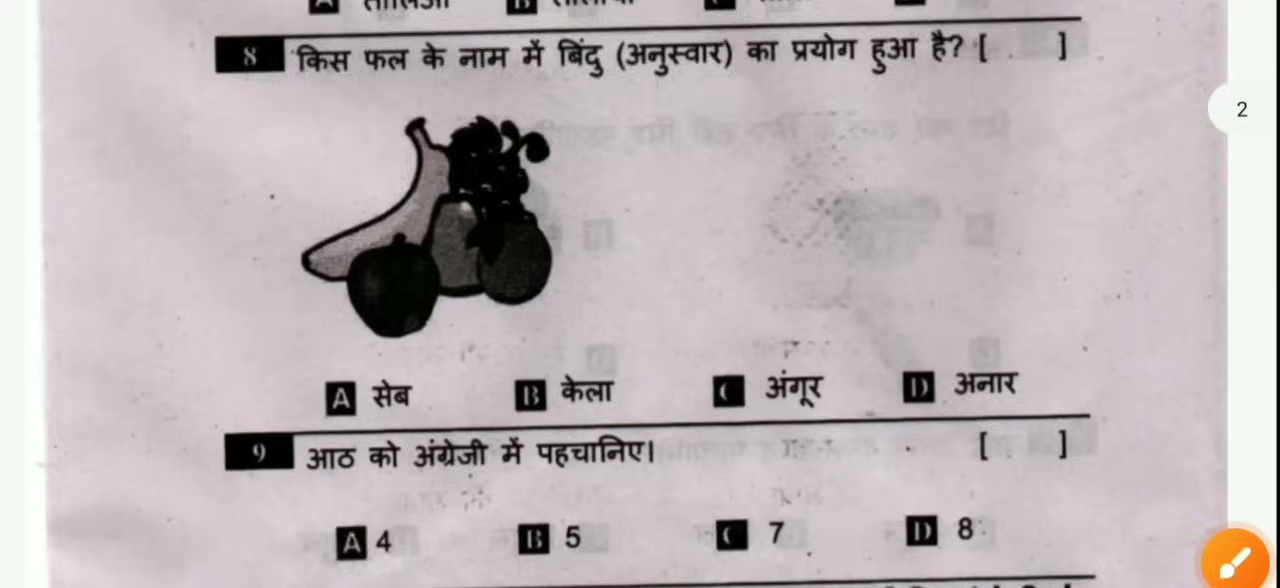 8 किस फल के नाम में बिंदु (अनुस्वार) का प्रयोग हुआ है? [ ]
2
A सेब B केला C अंगूर D अनार
9 आठ को अंग्रेजी में पहचानिए। [ ]
A 4 B 5 C 7 D 8